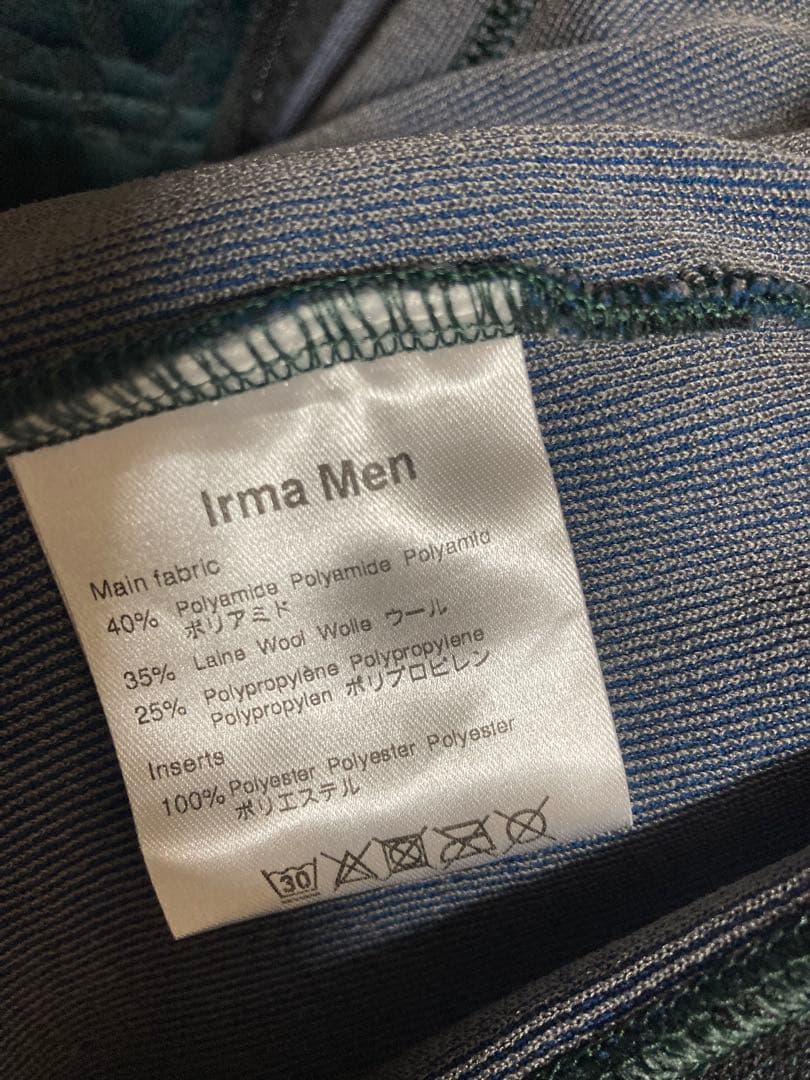 Irma Men
Main fabric
40% Polyamide Polyamide Polyamid
ポリアミド
35% Laine Wool Wolle ウール
25% Polypropylène Polypropylene
Polypropylen ポリプロピレン
Inserts
100% Polyester Polyester Polyester
ポリエステル
30